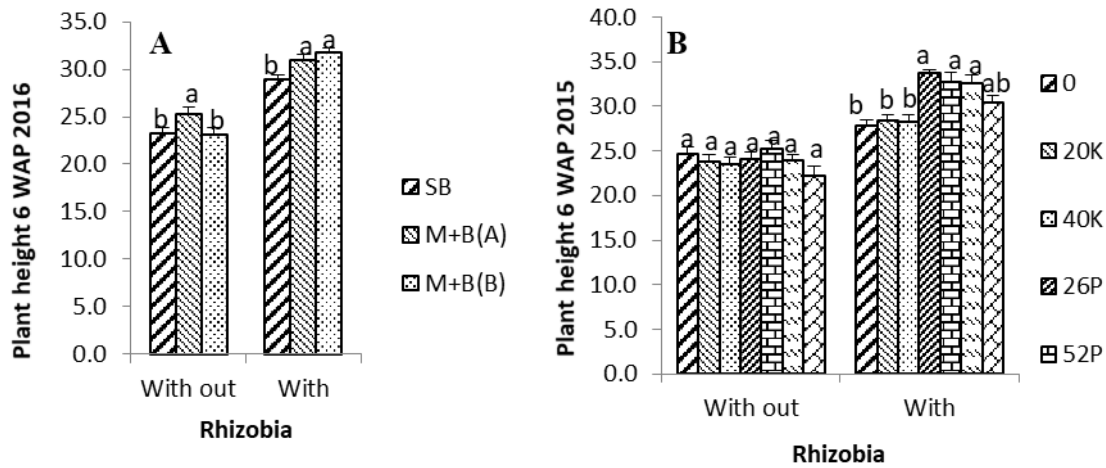 A
Plant height 6 WAP 2016
35.0
30.0
25.0
20.0
15.0
10.0
5.0
0.0
b a b
b a a
With out With
Rhizobia
SB
M+B(A)
M+B(B)
B
Plant height 6 WAP 2015
40.0
35.0
30.0
25.0
20.0
15.0
10.0
5.0
0.0
a a a a a a a
b b b a a a ab
With out With
Rhizobia
0
20K
40K
26P
52P